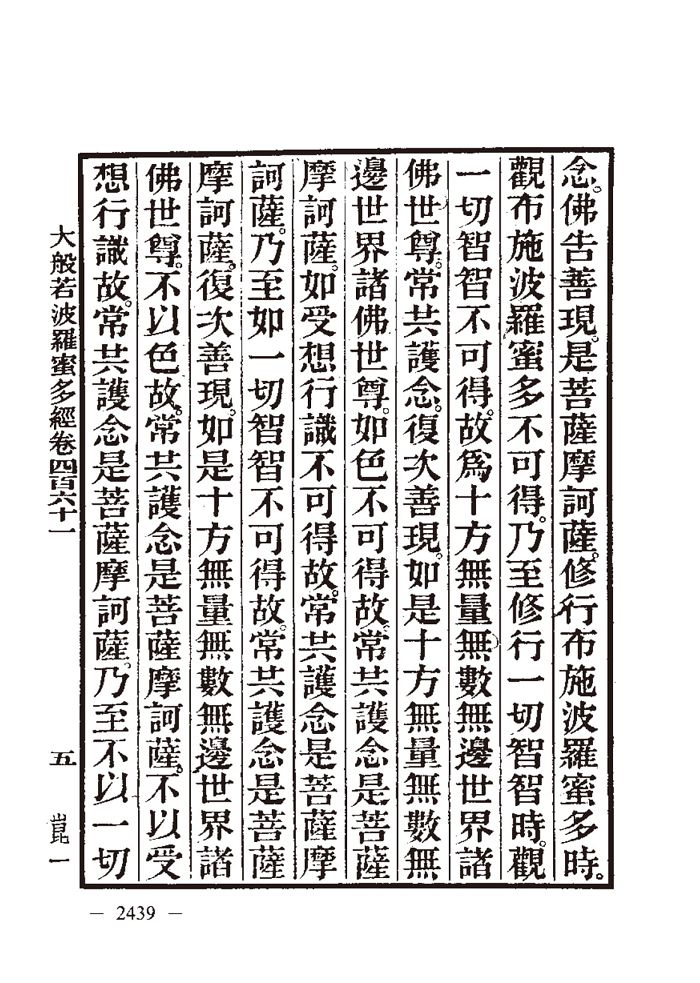 念。佛告善現。是菩薩摩訶薩。修行布施波羅蜜多時。
觀布施波羅蜜多不可得。乃至修行一切智智時。觀
一切智智不可得。故爲十方無量無數無邊世界諸
佛世尊。常共護念。復次善現。如是十方無量無數無
邊世界諸佛世尊。如色不可得故。常共護念是菩薩
摩訶薩。如受想行識不可得故。常共護念是菩薩摩
訶薩。乃至如一切智智不可得故。常共護念是菩薩
摩訶薩。復次善現。如是十方無量無數無邊世界諸
佛世尊。不以色故。常共護念是菩薩摩訶薩。不以受
想行識故。常共護念是菩薩摩訶薩。乃至不以一切
大般若波羅蜜多經卷四百六十一 五 崑一
— 2439 —